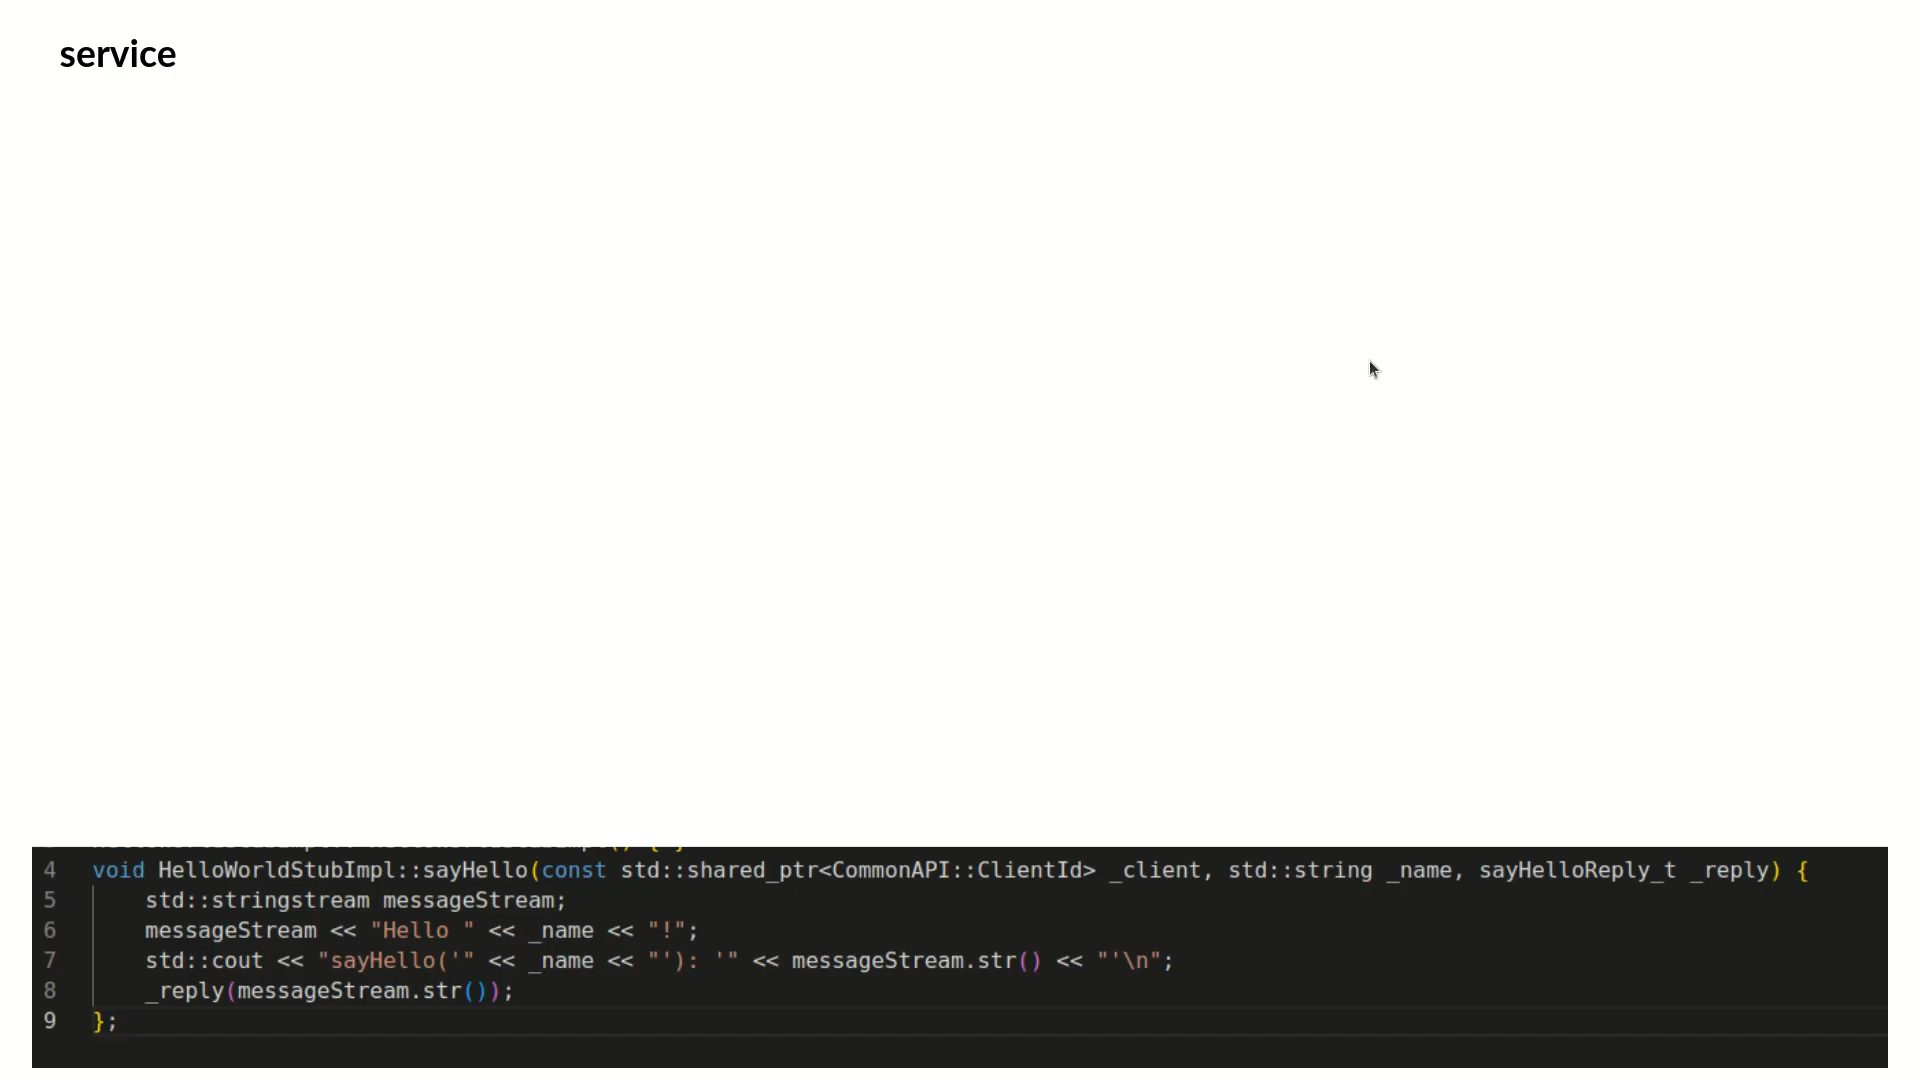 service
4 void HelloWorldStubImpl::sayHello(const std::shared_ptr<CommonAPI::ClientId> _client, std::string _name, sayHelloReply_t _reply) {
5 std::stringstream messageStream;
6 messageStream << "Hello " << _name << "!";
7 std::cout << "sayHello('" << _name << "'): '" << messageStream.str() << "'\n";
8 _reply(messageStream.str());
9 };